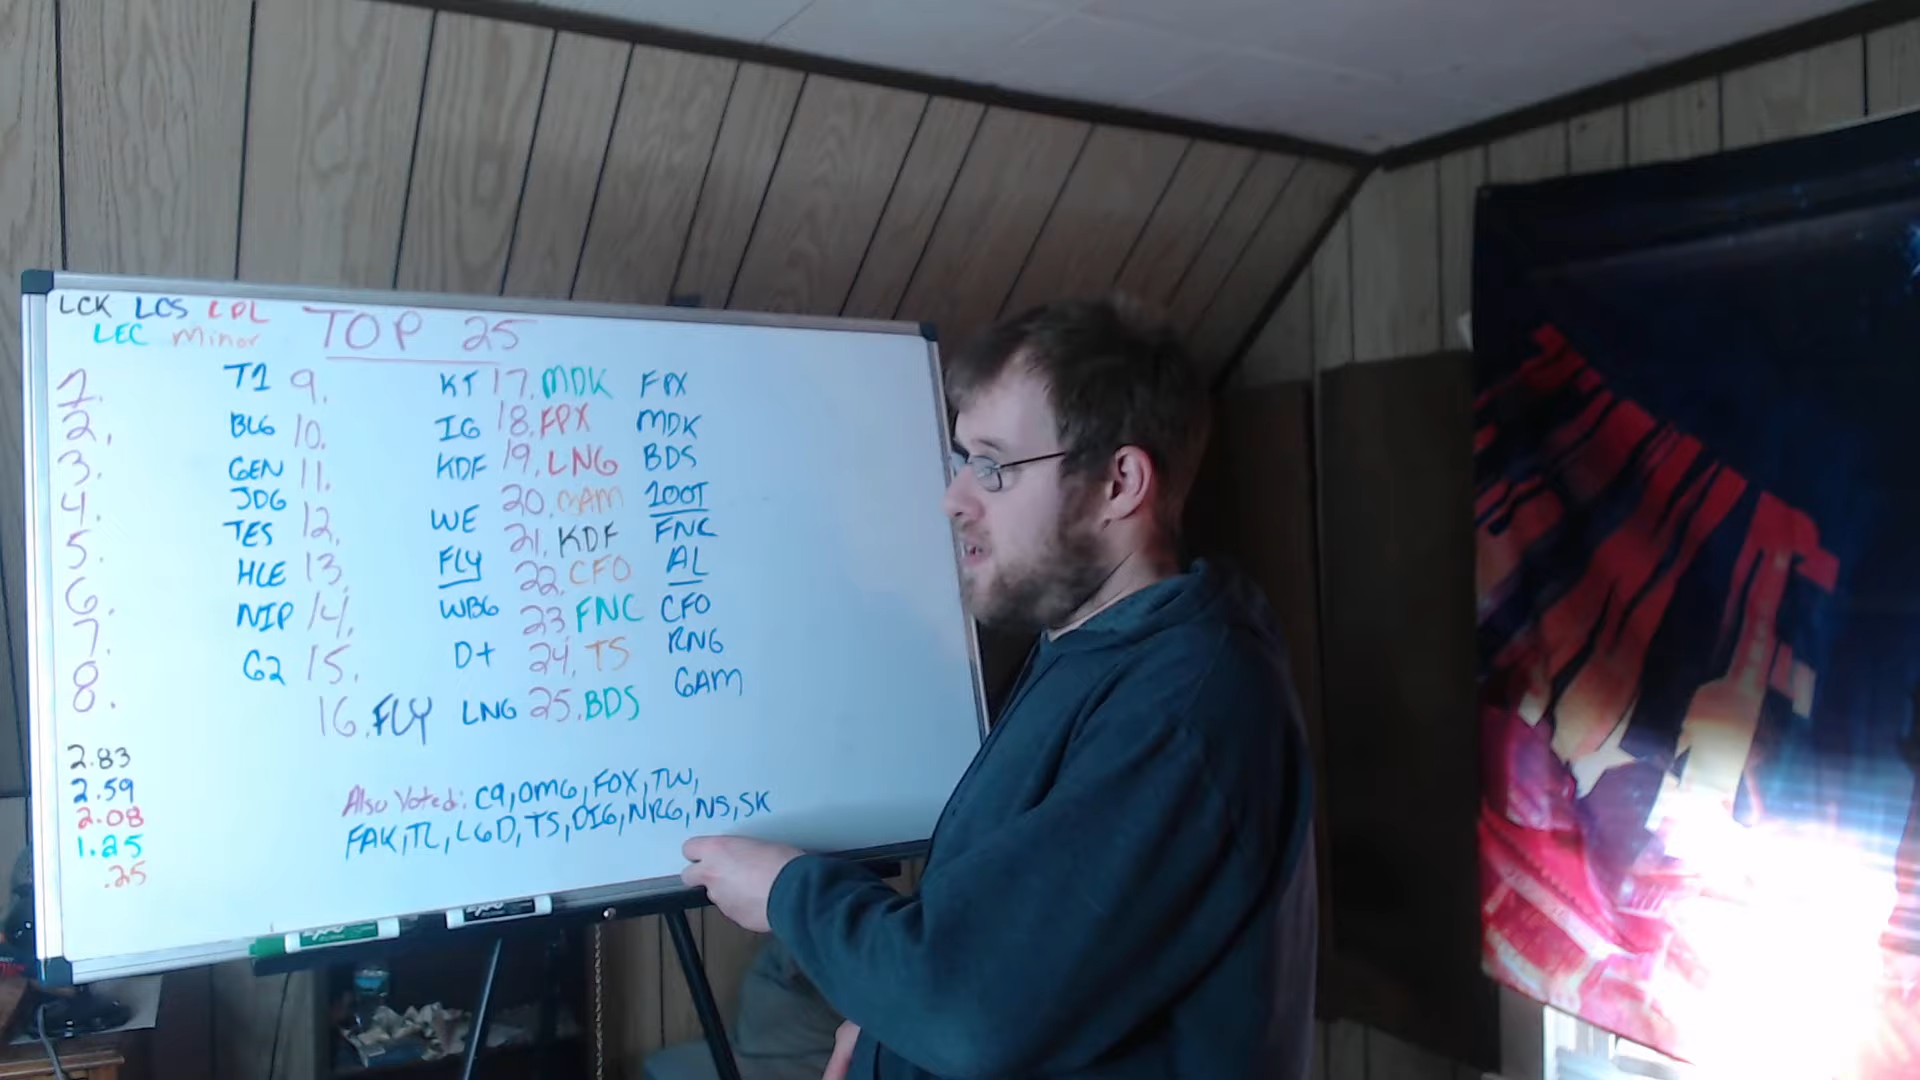 LCK LCS LPL
LEC Minor
TOP 25
1. T1 9. KT 17. MDK FPX
2. BLG 10. IG 18. FPX MDK
3. GEN 11. KDF 19. LNG BDS
4. JDG 12. WE 20. GAM 100T
5. TES 13. FLY 21. KDF FNC
6. HLE 14. WBG 22. CFO AL
7. NIP 15. D+ 23 FNC CFO
8. G2 16. FLY LNG 24. TS RNG
25. BDS GAM
2.83
2.59
2.08
1.25
.25
Also Voted: C9, OMG, FOX, TW,
FAK, TL, LGD, TS, DIG, NRG, NS, SK